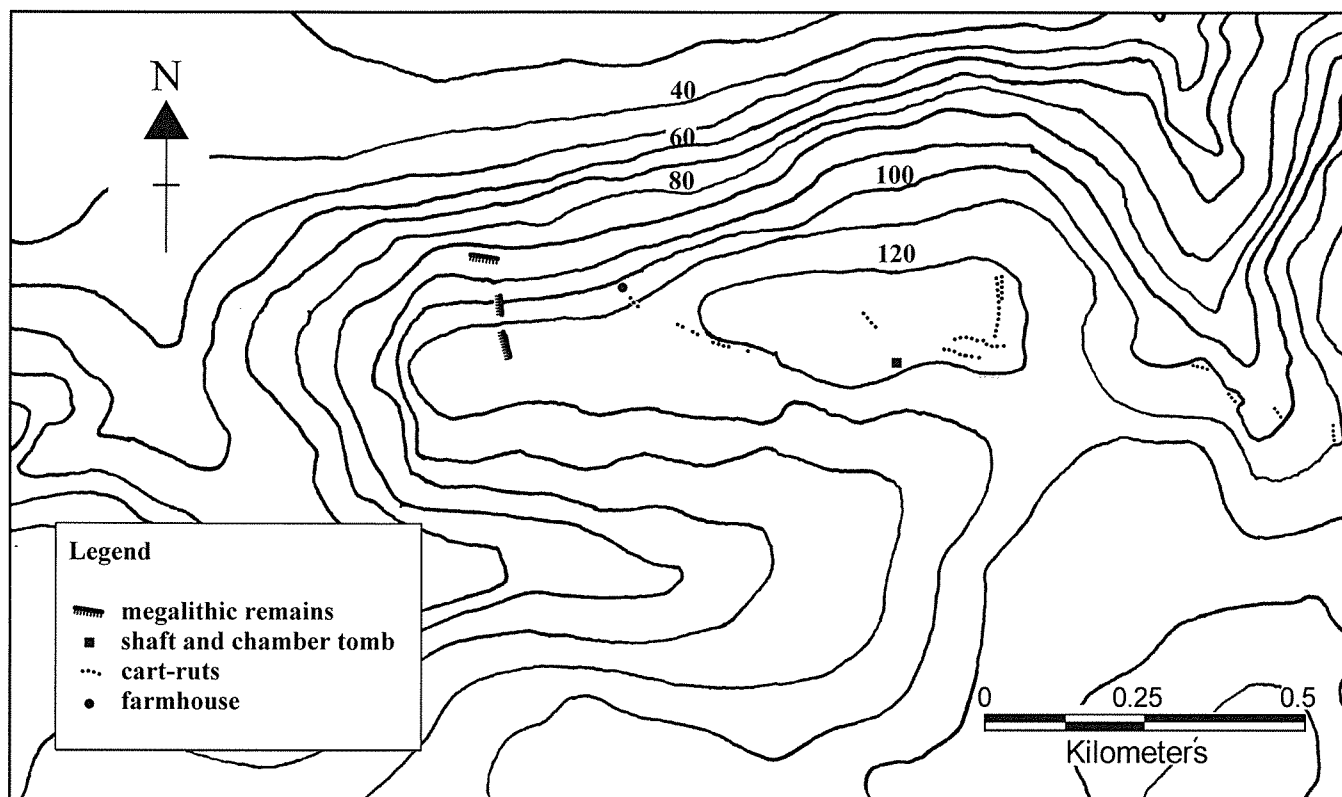 N
40
60
80
100
120
Legend
megalithic remains
shaft and chamber tomb
cart-ruts
farmhouse
0 0.25 0.5
Kilometers